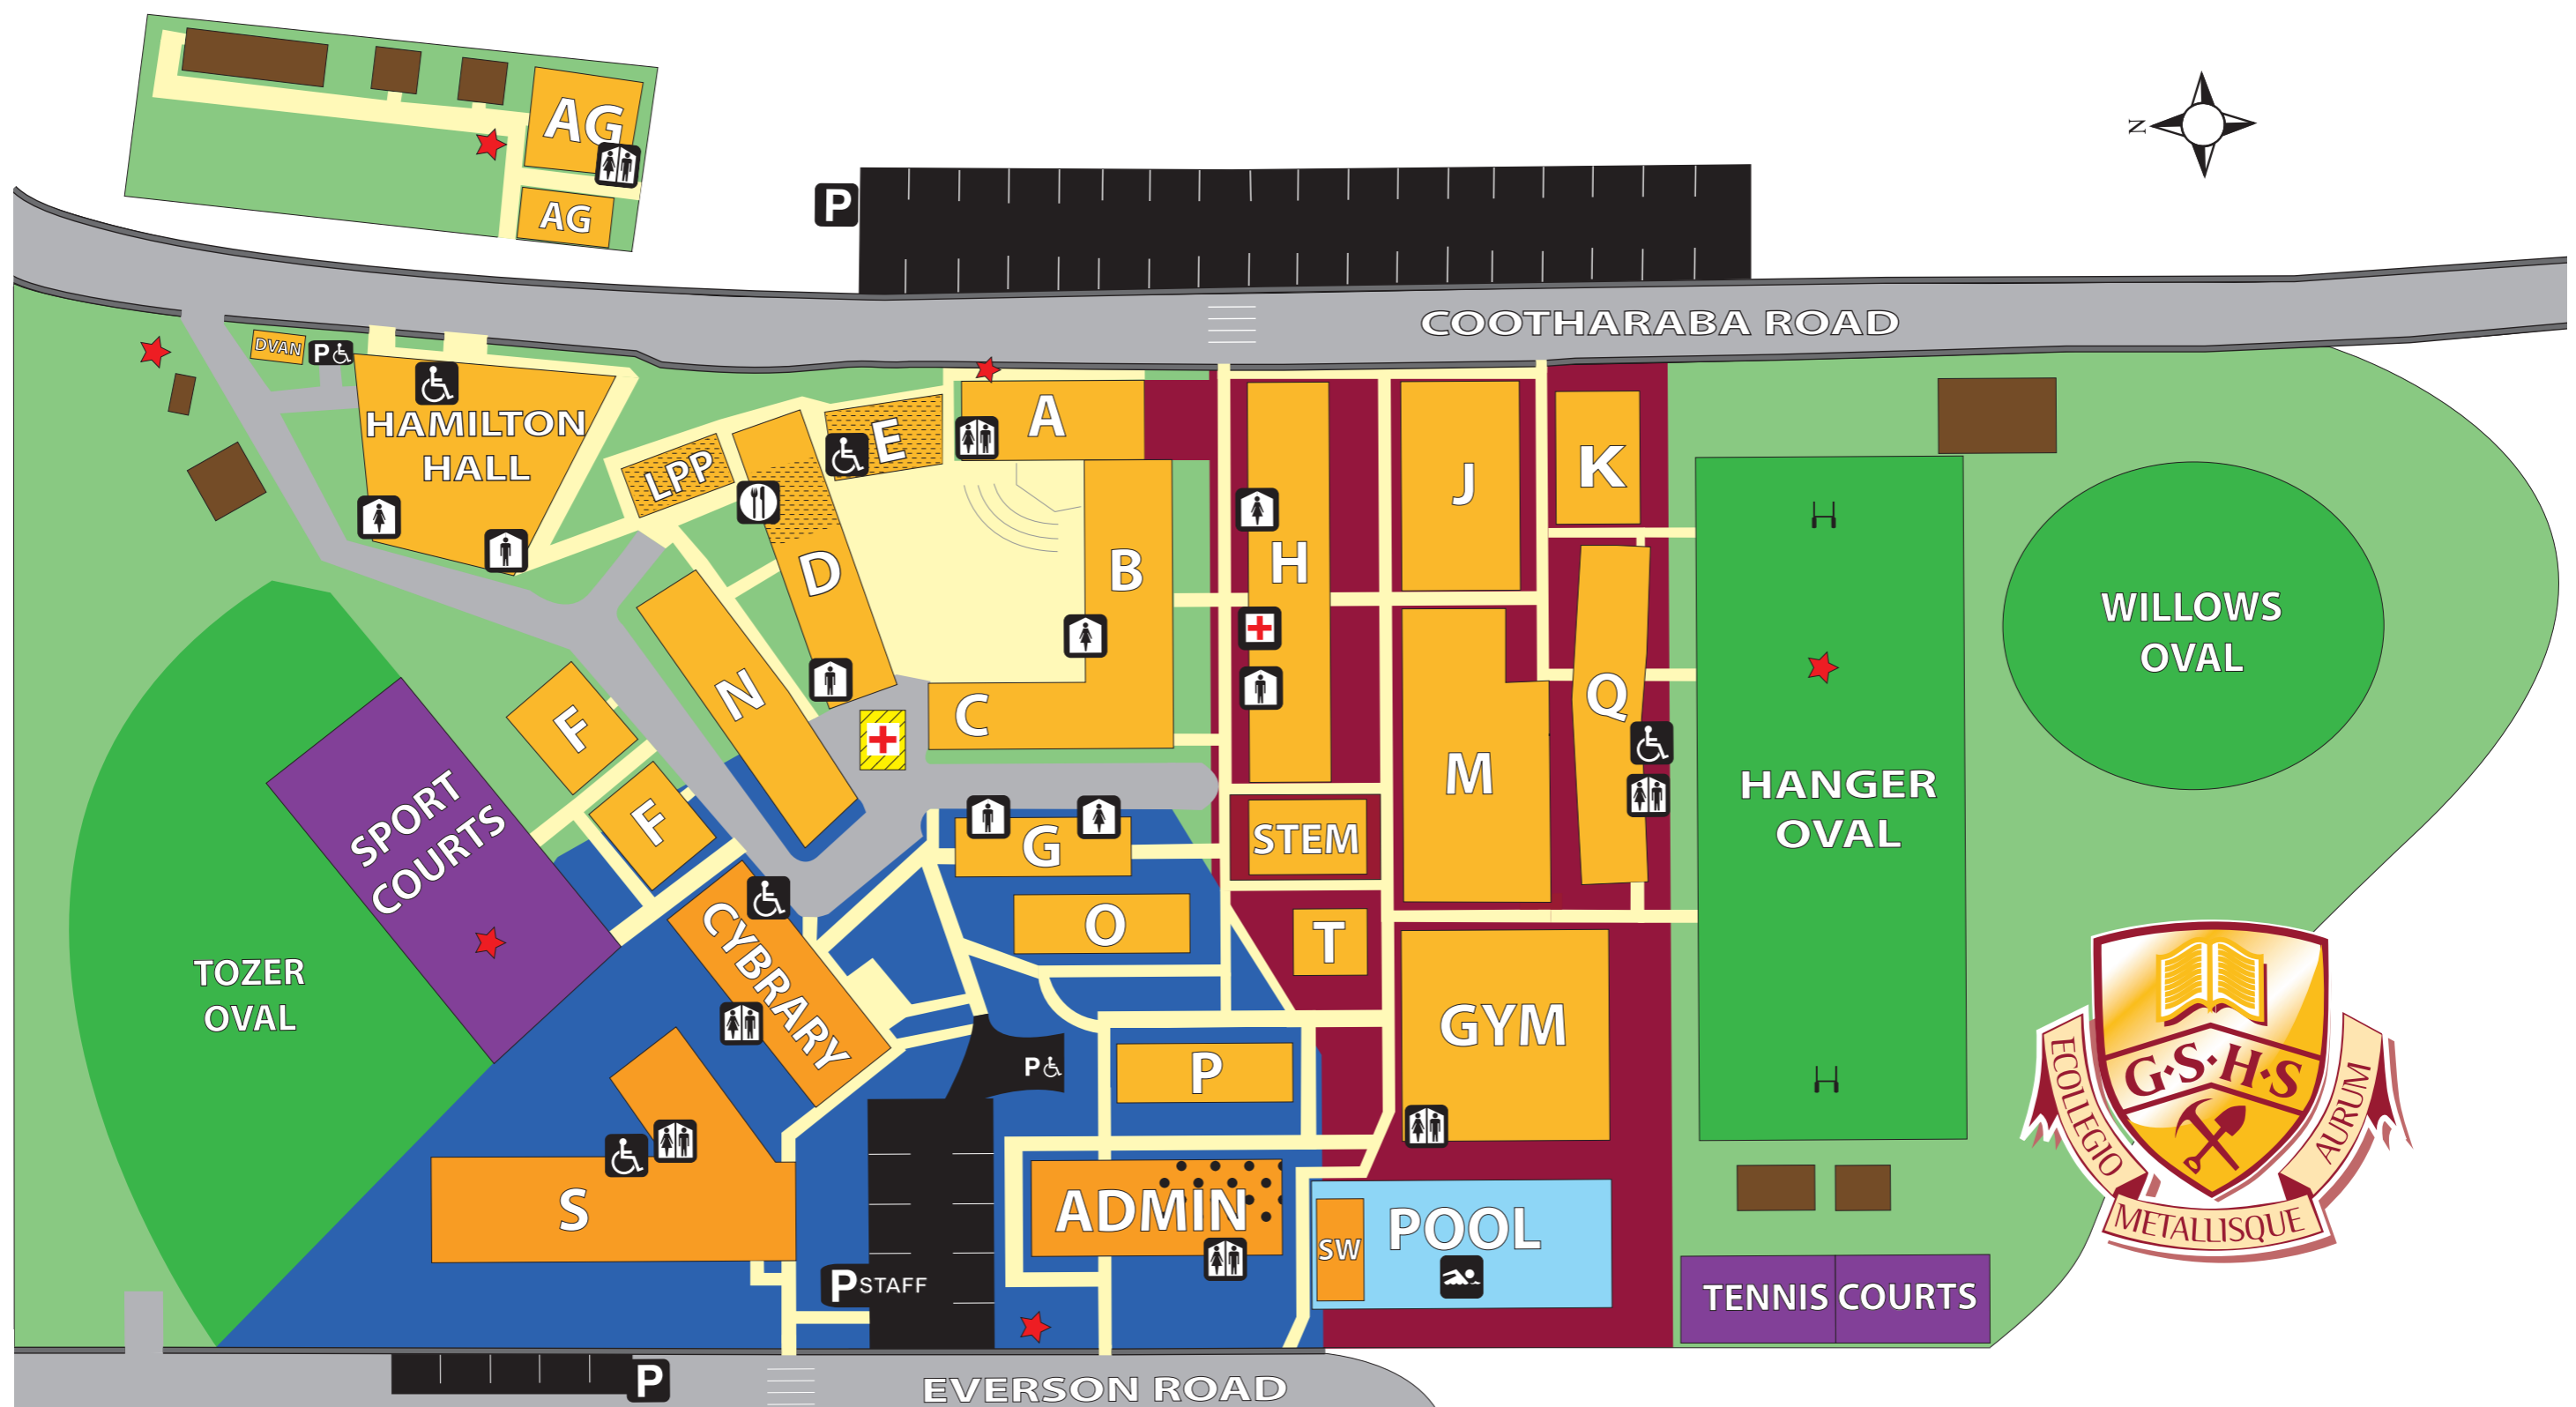 AG
N
AG
P
COOTHARABA ROAD
DVAN
P
HAMILTON
HALL
LPP
E
A
K
J
D
B
H
WILLOWS
OVAL
N
F
C
Q
M
HANGER
OVAL
SPORT
COURTS
F
G
STEM
O
T
CYBRARY
TOZER
OVAL
GYM
P
P
G·S·H·S
ECOLLEGIO
METALLISQUE
AURUM
S
ADMIN
SW
POOL
P STAFF
TENNIS COURTS
P
EVERSON ROAD